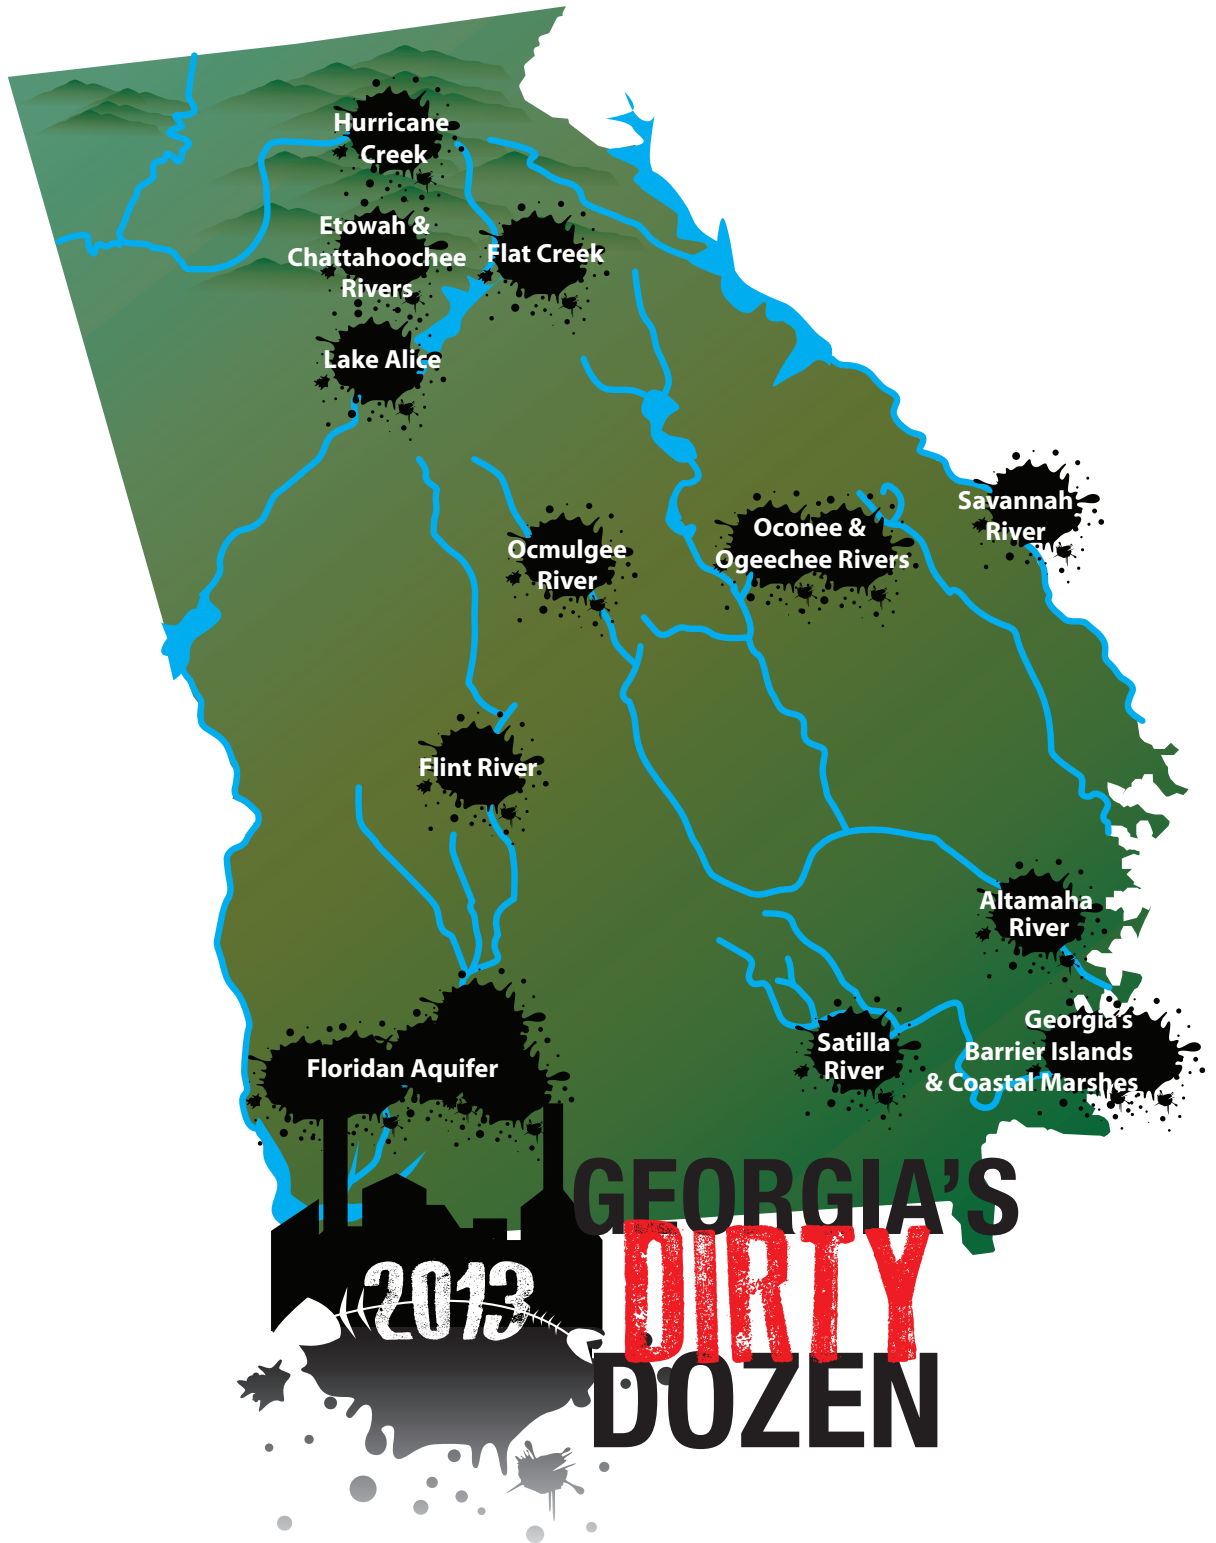 Hurricane
Creek
Etowah &
Chattahoochee
Rivers
Flat Creek
Lake Alice
Savannah
River
Oconee &
Ogeechee Rivers
Ocmulgee
River
Flint River
Altamaha
River
Georgia's
Barrier Islands
& Coastal Marshes
Satilla
River
Floridan Aquifer
GEORGIA'S
DIRTY
DOZEN
2013